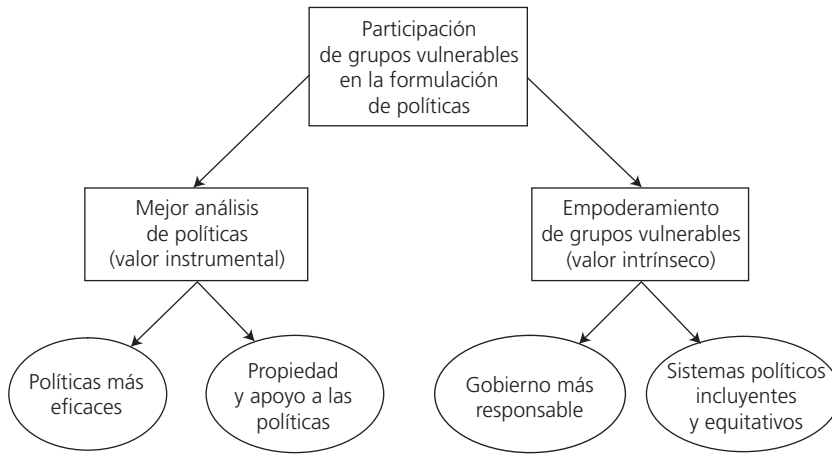 Participación
de grupos vulnerables
en la formulación
de políticas
Mejor análisis
de políticas
(valor instrumental)
Empoderamiento
de grupos vulnerables
(valor intrínseco)
Políticas más
eficaces
Propiedad
y apoyo a las
políticas
Gobierno más
responsable
Sistemas políticos
incluyentes
y equitativos